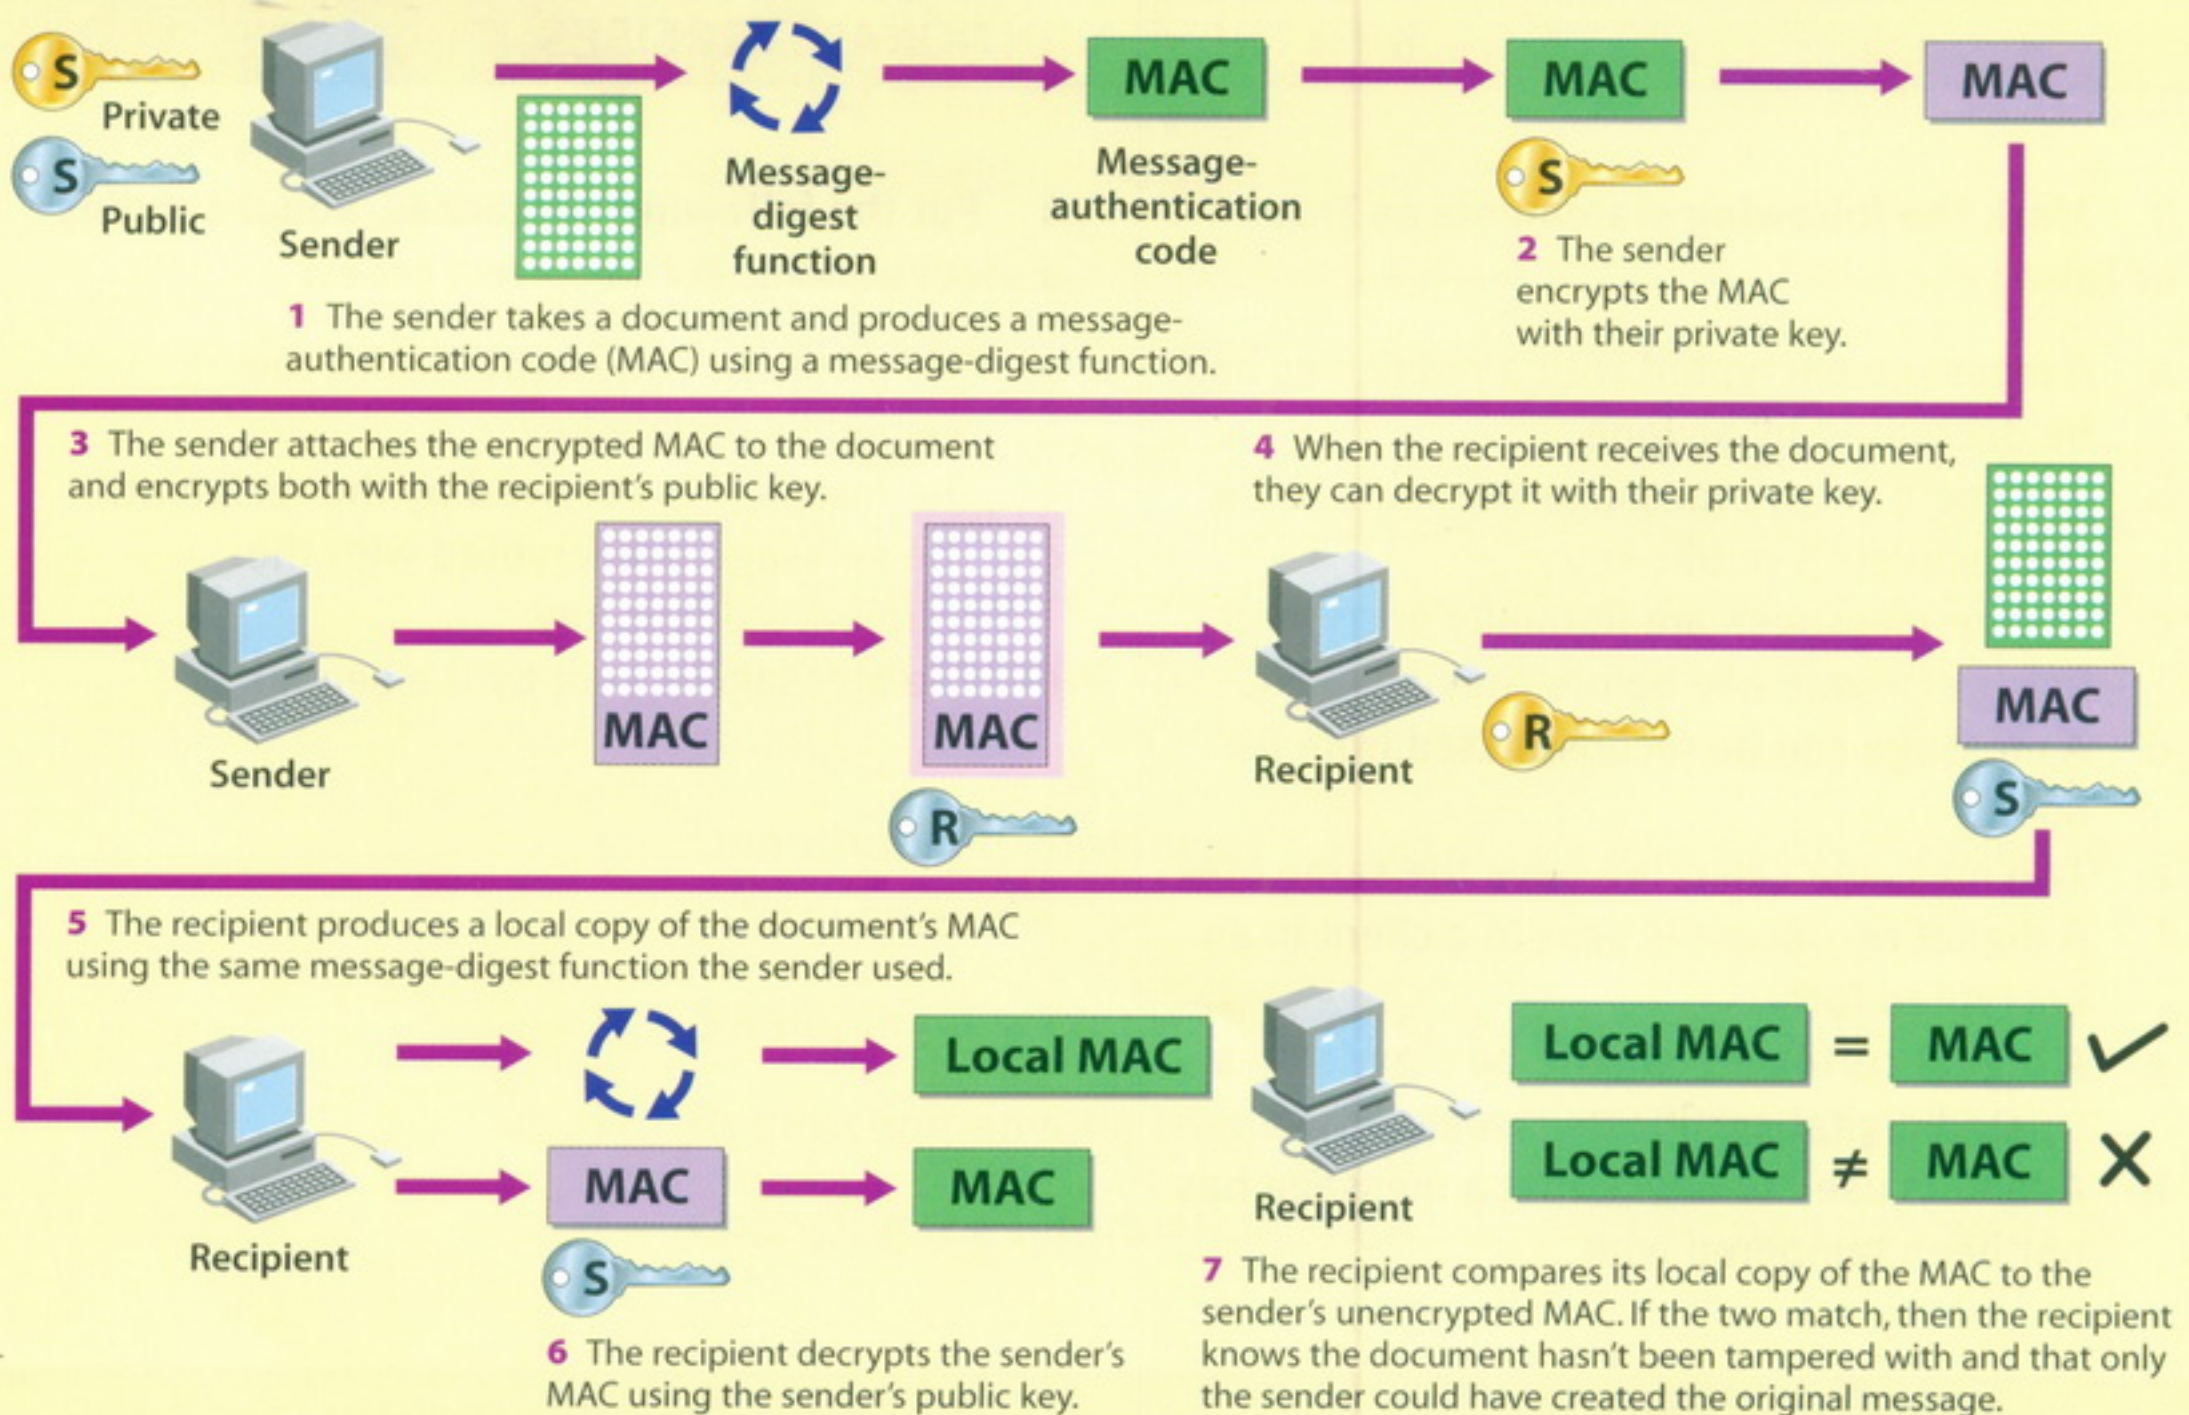 S
Private
S
Public
Sender
Message-
digest
function
MAC
Message-
authentication
code
MAC
S
MAC
1 The sender takes a document and produces a message-
authentication code (MAC) using a message-digest function.
2 The sender
encrypts the MAC
with their private key.
3 The sender attaches the encrypted MAC to the document
and encrypts both with the recipient's public key.
4 When the recipient receives the document,
they can decrypt it with their private key.
Sender
MAC
MAC
R
Recipient
R
MAC
S
5 The recipient produces a local copy of the document's MAC
using the same message-digest function the sender used.
Recipient
Local MAC
MAC
S
MAC
6 The recipient decrypts the sender's
MAC using the sender's public key.
Recipient
Local MAC = MAC
Local MAC ≠ MAC
7 The recipient compares its local copy of the MAC to the
sender's unencrypted MAC. If the two match, then the recipient
knows the document hasn't been tampered with and that only
the sender could have created the original message.